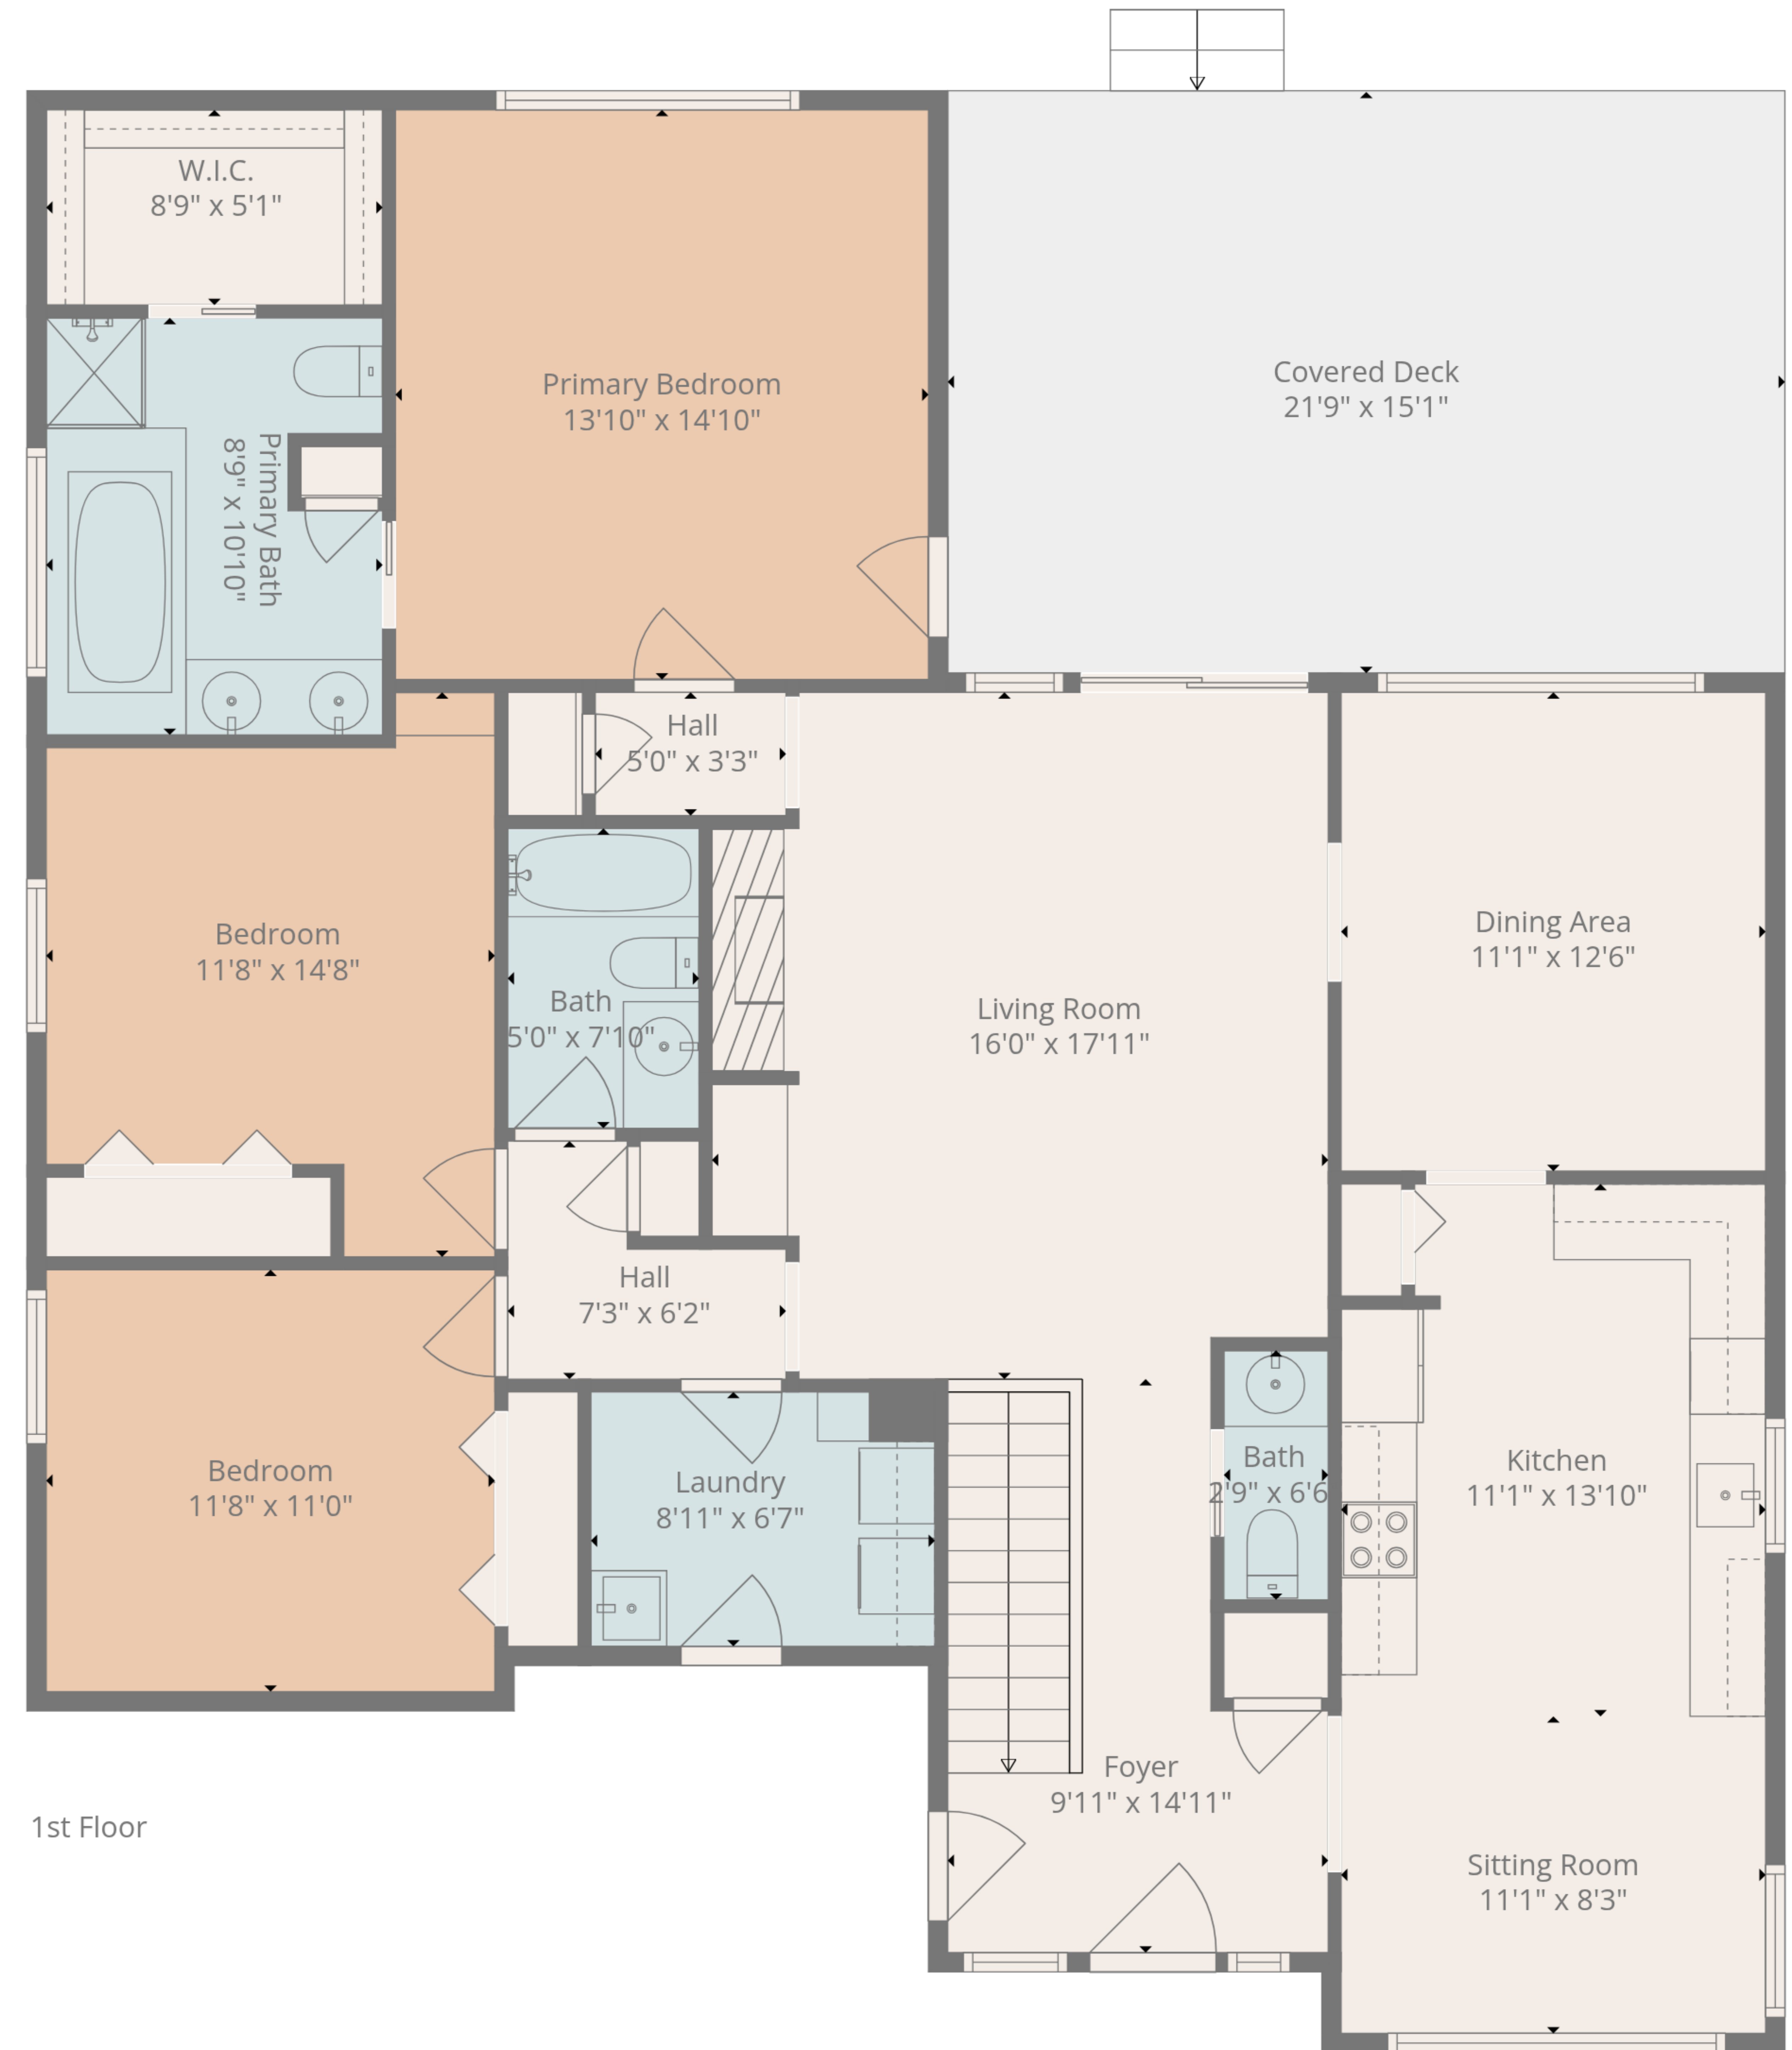 W.I.C.
8'9" x 5'1"
Primary Bedroom
13'10" x 14'10"
Covered Deck
21'9" x 15'1"
Primary Bath
8'9" x 10'10"
Hall
5'0" x 3'3"
Bedroom
11'8" x 14'8"
Bath
5'0" x 7'10"
Living Room
16'0" x 17'11"
Dining Area
11'1" x 12'6"
Hall
7'3" x 6'2"
Bedroom
11'8" x 11'0"
Laundry
8'11" x 6'7"
Bath
2'9" x 6'6
Kitchen
11'1" x 13'10"
Foyer
9'11" x 14'11"
1st Floor
Sitting Room
11'1" x 8'3"